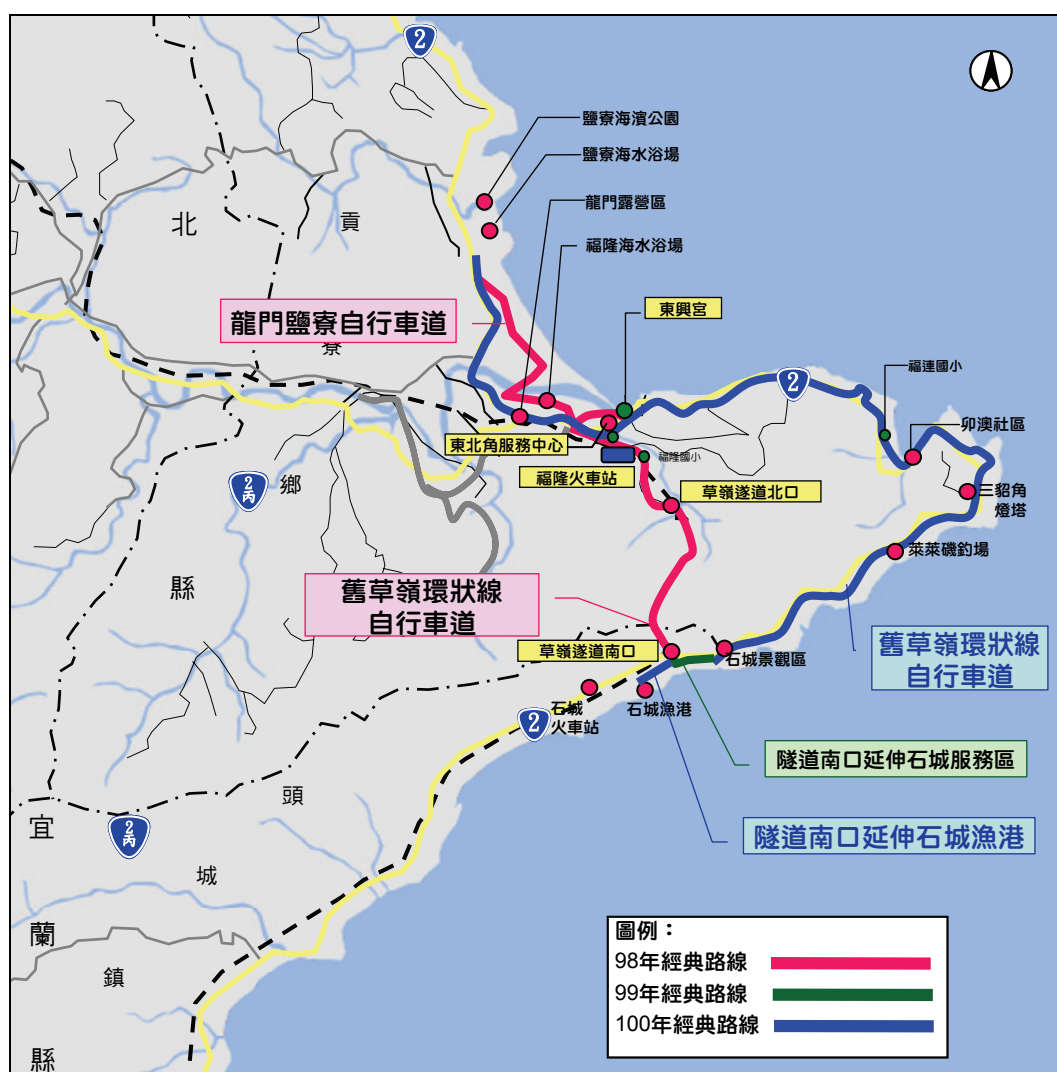 2
鹽寮海濱公園
鹽寮海水浴場
龍門露營區
福隆海水浴場
北
貢
東興宮
龍門鹽寮自行車道
寮
2
福連國小
卯澳社區
東北角服務中心
福隆國小
福隆火車站
2丙
鄉
草嶺遂道北口
三貂角
燈塔
萊萊磯釣場
縣
舊草嶺環狀線
自行車道
草嶺遂道南口
石城景觀區
舊草嶺環狀線
自行車道
石城
火車站
石城漁港
2
隧道南口延伸石城服務區
頭
宜
2丙
隧道南口延伸石城漁港
城
蘭
鎮
縣
圖例：
98年經典路線
99年經典路線
100年經典路線